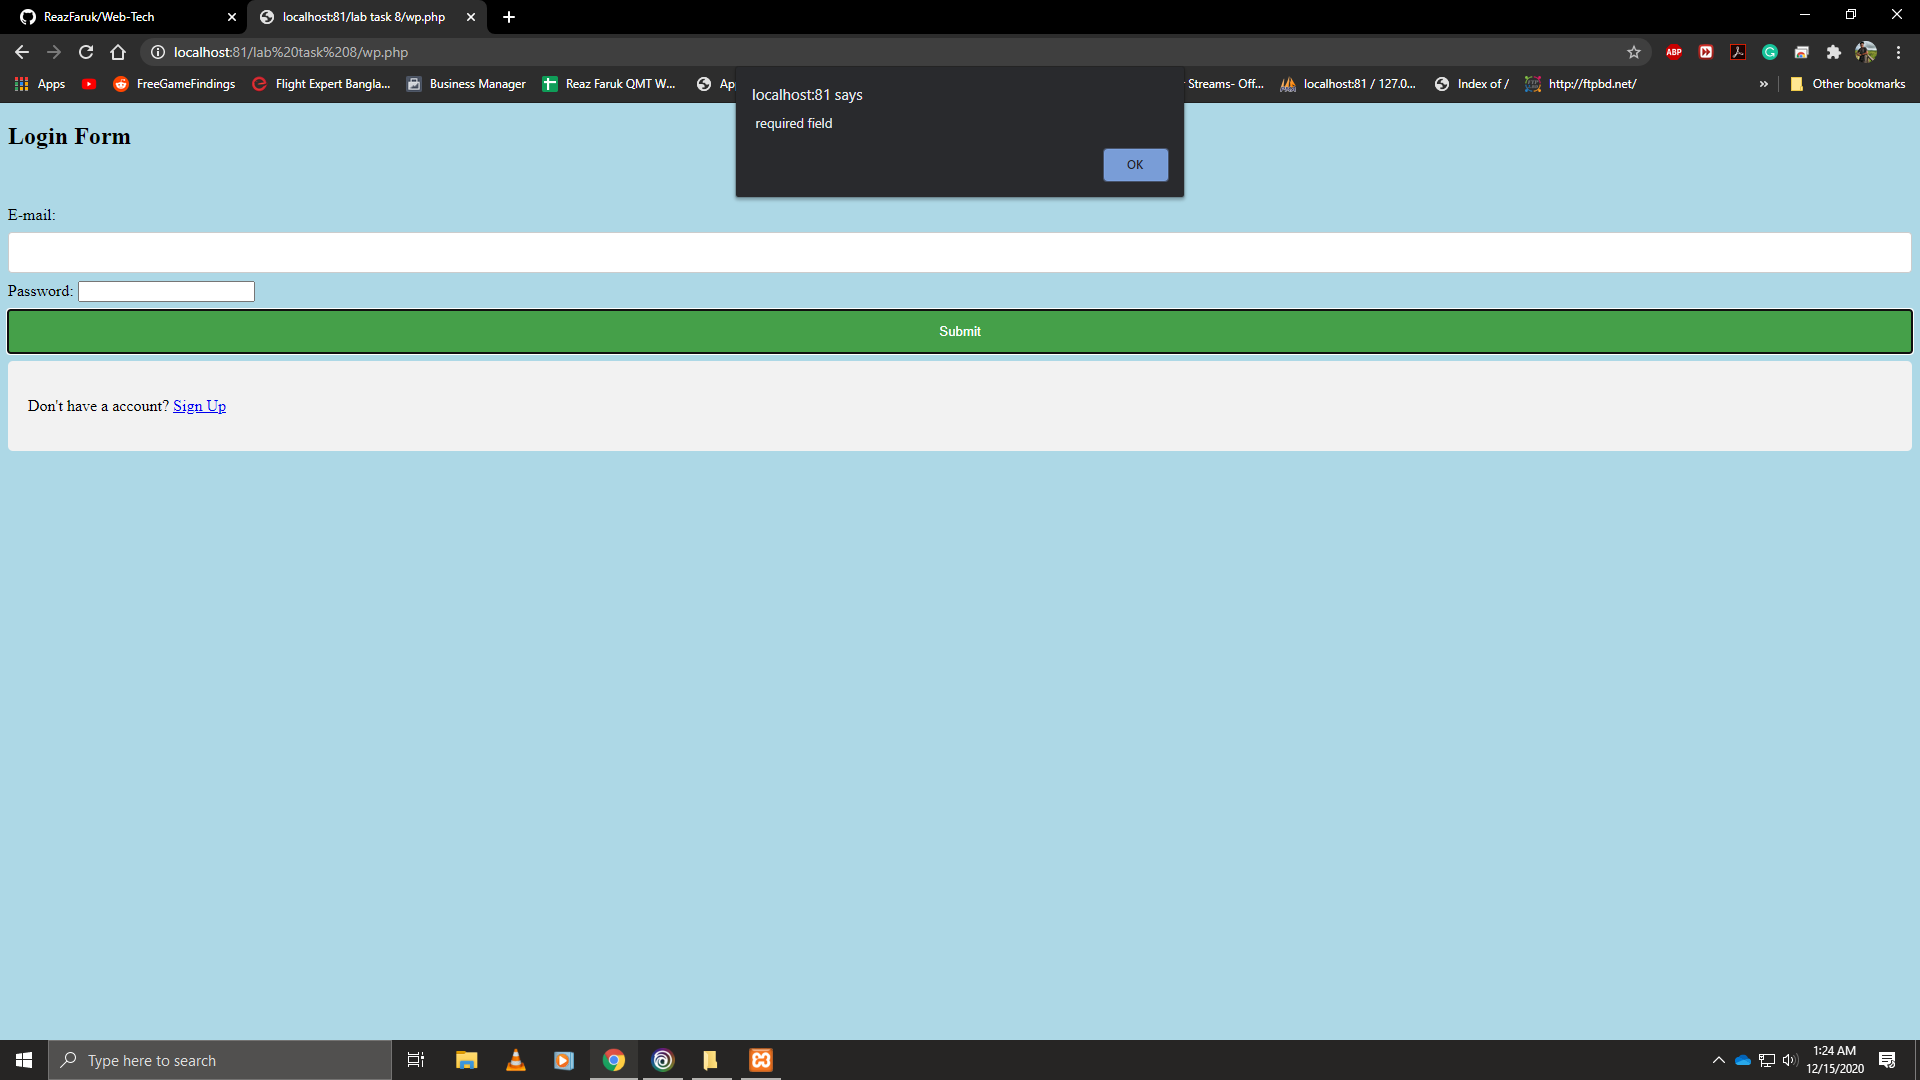 ReazFaruk/Web-Tech
localhost:81/lab task 8/wp.php
localhost:81/lab%20task%208/wp.php
ABP
Apps
FreeGameFindings
Flight Expert Bangla...
Business Manager
Reaz Faruk QMT W...
Ap
Streams- Off...
localhost:81 / 127.0...
Index of /
http://ftpbd.net/
»
Other bookmarks
localhost:81 says
required field
OK
Login Form
E-mail:
Password:
Submit
Don't have a account? Sign Up
Type here to search
1:24 AM
12/15/2020